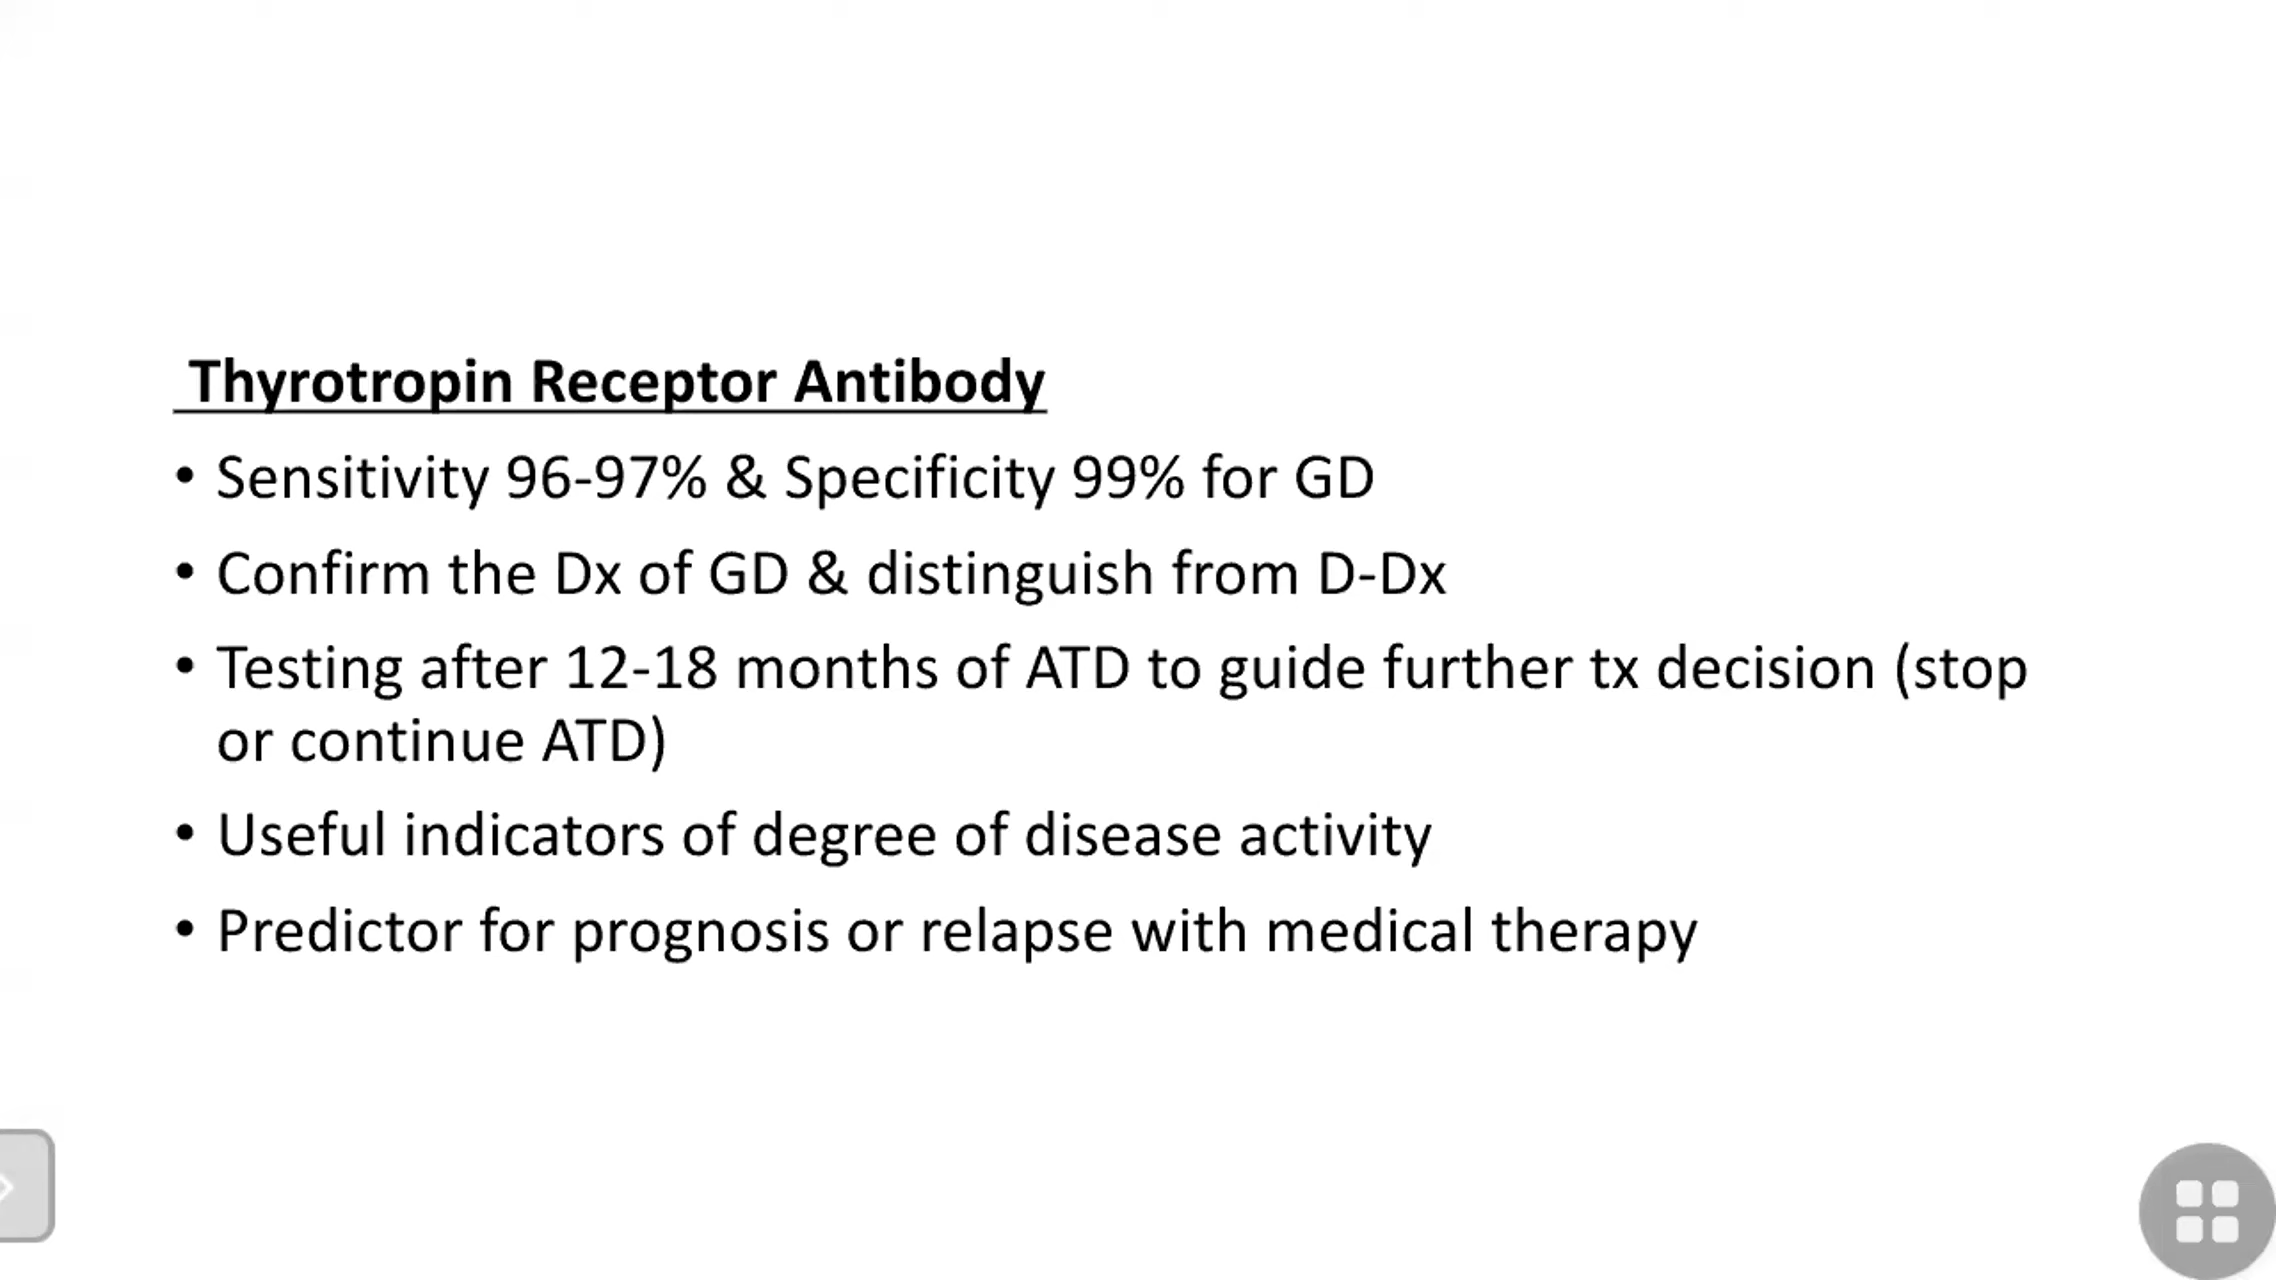 Thyrotropin Receptor Antibody
• Sensitivity 96-97% & Specificity 99% for GD
• Confirm the Dx of GD & distinguish from D-Dx
• Testing after 12-18 months of ATD to guide further tx decision (stop
or continue ATD)
• Useful indicators of degree of disease activity
• Predictor for prognosis or relapse with medical therapy